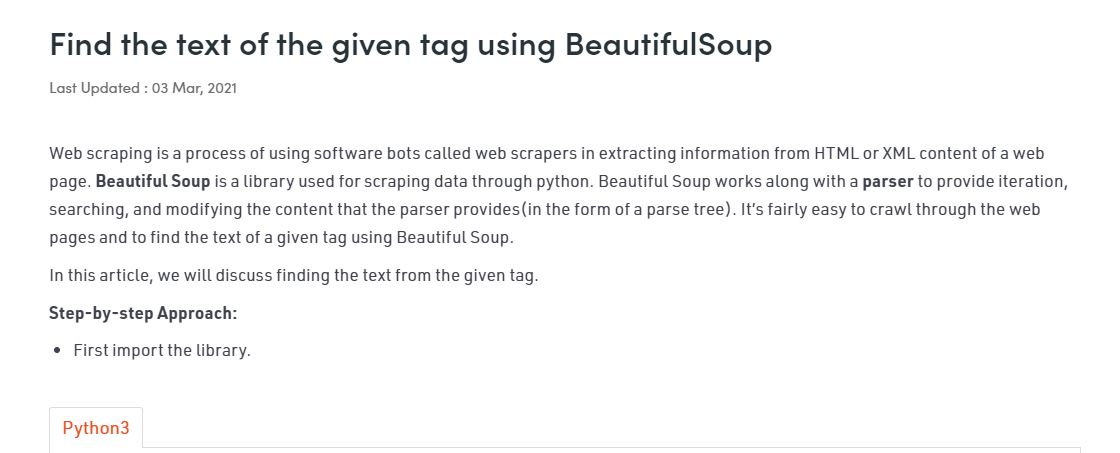 Find the text of the given tag using BeautifulSoup
Last Updated : 03 Mar, 2021
Web scraping is a process of using software bots called web scrapers in extracting information from HTML or XML content of a web
page. Beautiful Soup is a library used for scraping data through python. Beautiful Soup works along with a parser to provide iteration,
searching, and modifying the content that the parser provides(in the form of a parse tree). It’s fairly easy to crawl through the web
pages and to find the text of a given tag using Beautiful Soup.
In this article, we will discuss finding the text from the given tag.
Step-by-step Approach:
• First import the library.
Python3